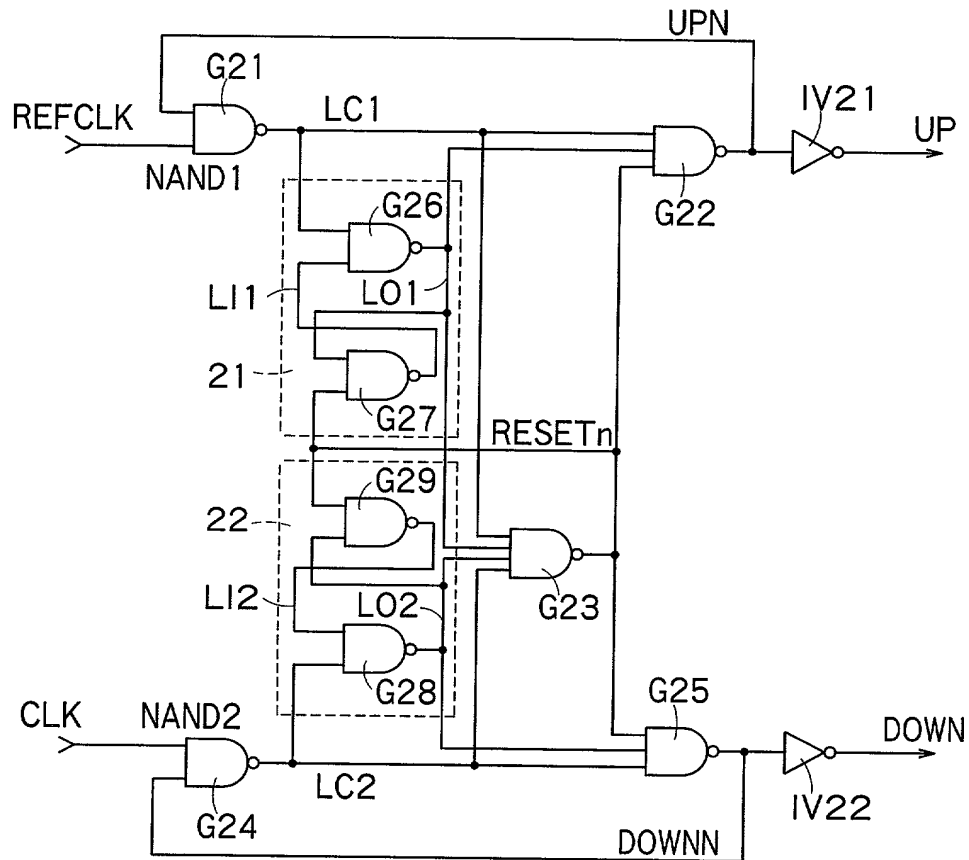 UPN
G21
IV21
REFCLK
LC1
UP
NAND1
G22
G26
LI1
LO1
21
G27
RESETn
G29
22
LI2
LO2
G23
G28
G25
CLK
NAND2
DOWN
LC2
IV22
G24
DOWNN